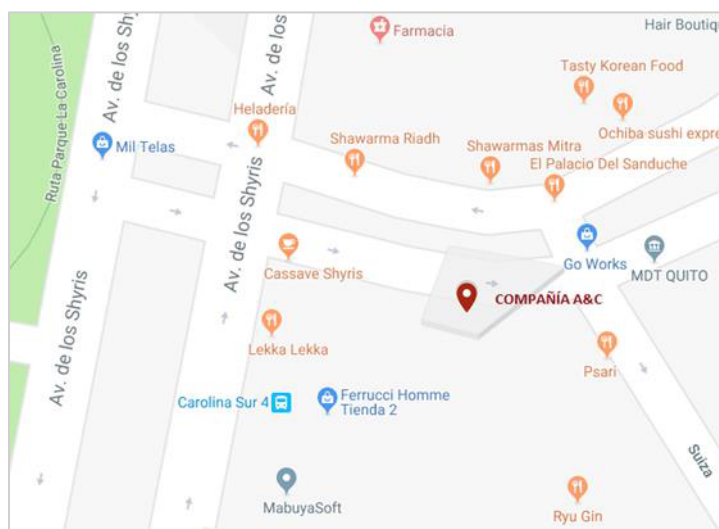 Hair Boutiqu
Farmacia
Av. de los Shyris
Av. de los Shyris
Ruta Parque La Carolina
Tasty Korean Food
Heladería
Ochiba sushi expre
Mil Telas
Shawarma Riadh
Shawarmas Mitra
El Palacio Del Sanduche
Av. de los Shyris
Go Works
MDT QUITO
Cassave Shyris
COMPAÑÍA A&C
Av. de los Shyris
Lekka Lekka
Psari
Carolina Sur 4
Ferrucci Homme
Tienda 2
Suiza
MabuyaSoft
Ryu Gin